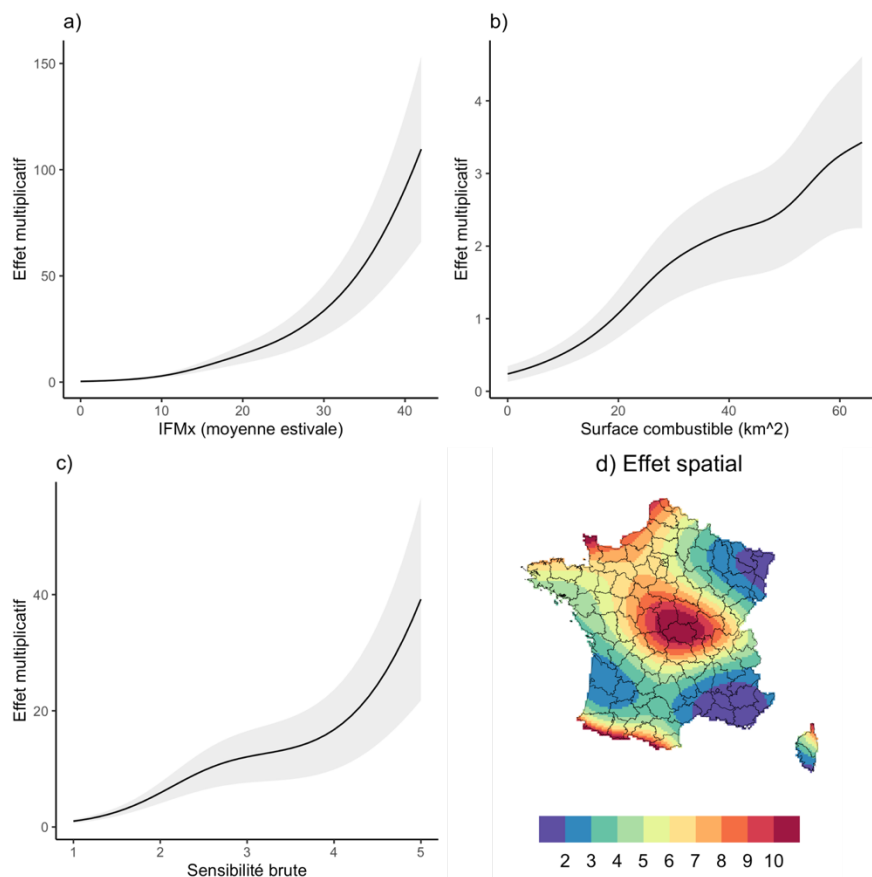 a)
Effet multiplicatif
150
100
50
0
0 10 20 30 40
IFMx (moyenne estivale)
b)
Effet multiplicatif
4
3
2
1
0
0 20 40 60
Surface combustible (km^2)
c)
Effet multiplicatif
40
20
0
1 2 3 4 5
Sensibilité brute
d) Effet spatial
2 3 4 5 6 7 8 9 10